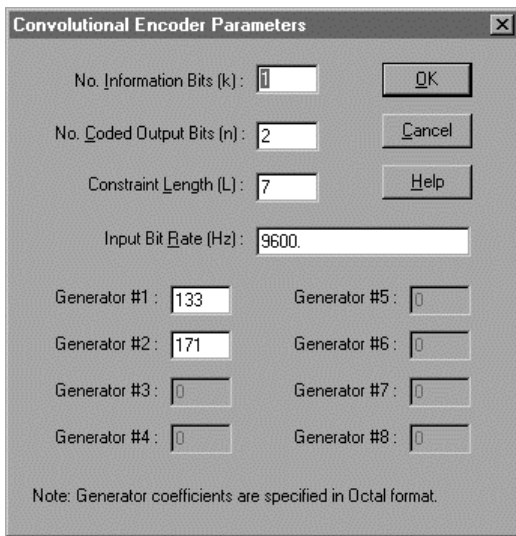 Convolutional Encoder Parameters
No. Information Bits (k) : 1 OK
No. Coded Output Bits (n) : 2 Cancel
Constraint Length (L) : 7 Help
Input Bit Rate (Hz) : 9600.
Generator #1 : 133 Generator #5 : 0
Generator #2 : 171 Generator #6 : 0
Generator #3 : 0 Generator #7 : 0
Generator #4 : 0 Generator #8 : 0
Note: Generator coefficients are specified in Octal format.